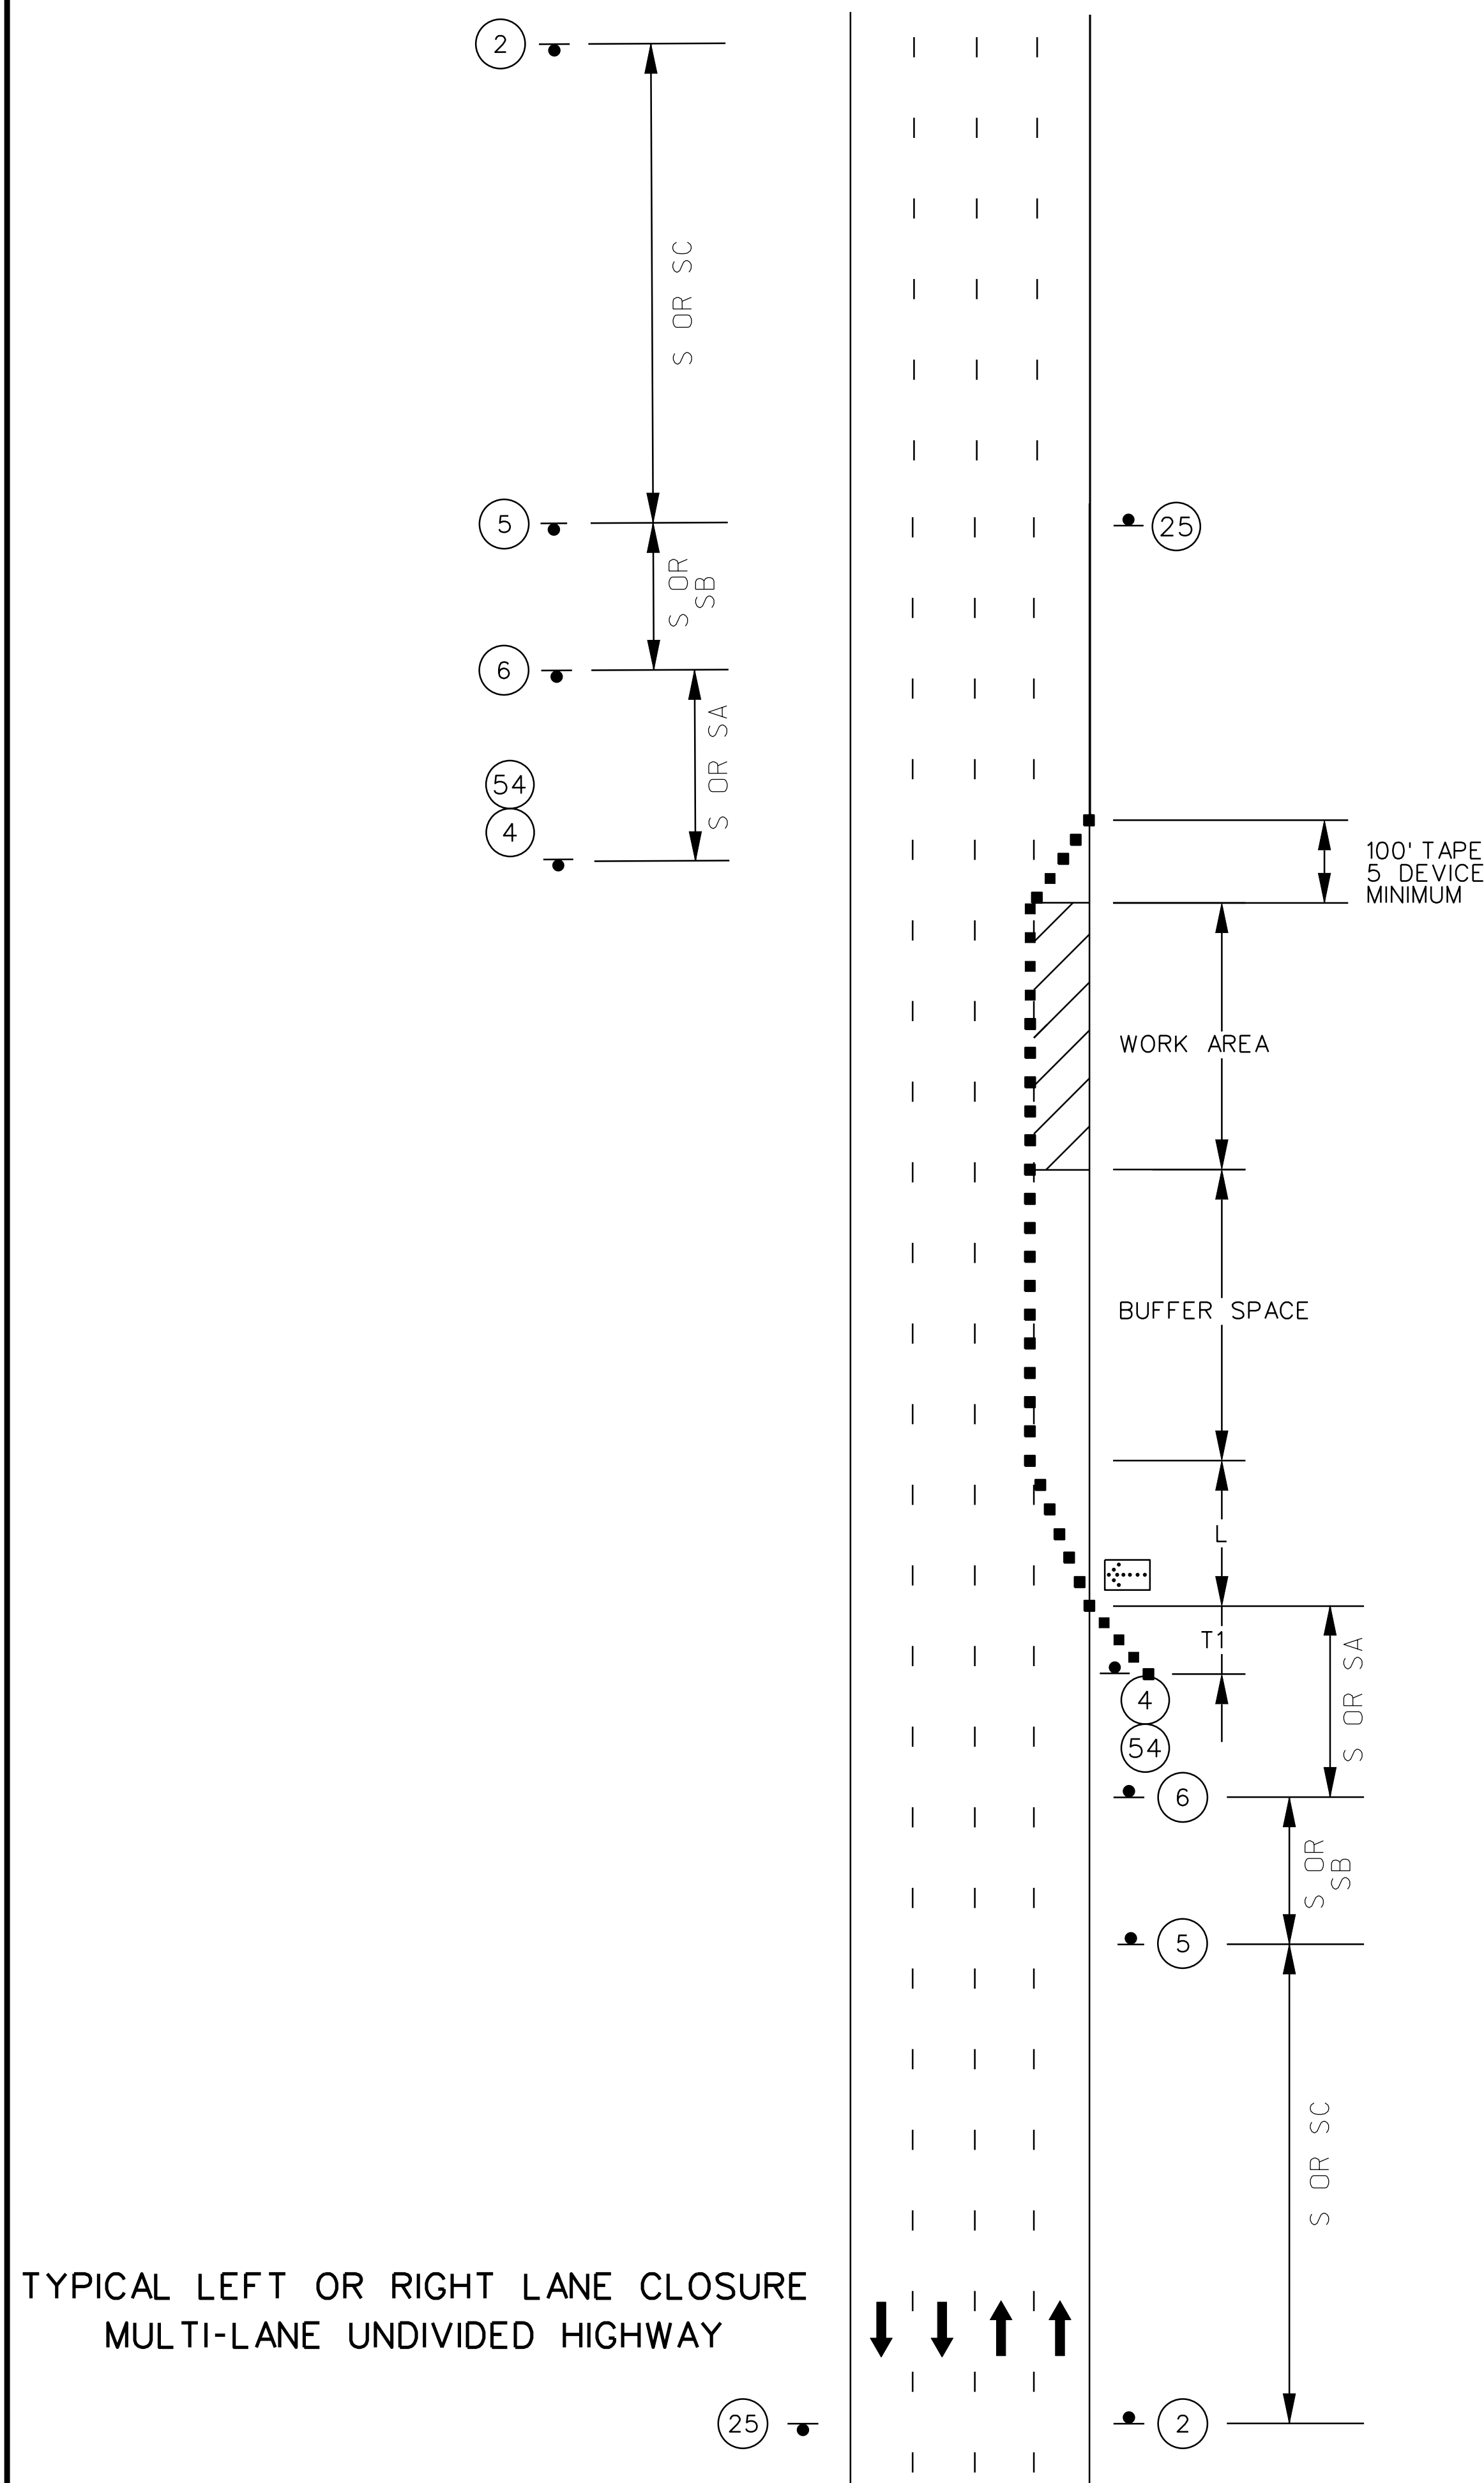 2
S OR SC
5
25
S OR
SB
6
S OR SA
54
4
100' TAPE
5 DEVICE
MINIMUM
WORK AREA
BUFFER SPACE
L
T1
S OR SA
4
54
6
S OR
SB
5
S OR SC
TYPICAL LEFT OR RIGHT LANE CLOSURE
MULTI-LANE UNDIVIDED HIGHWAY
25
2